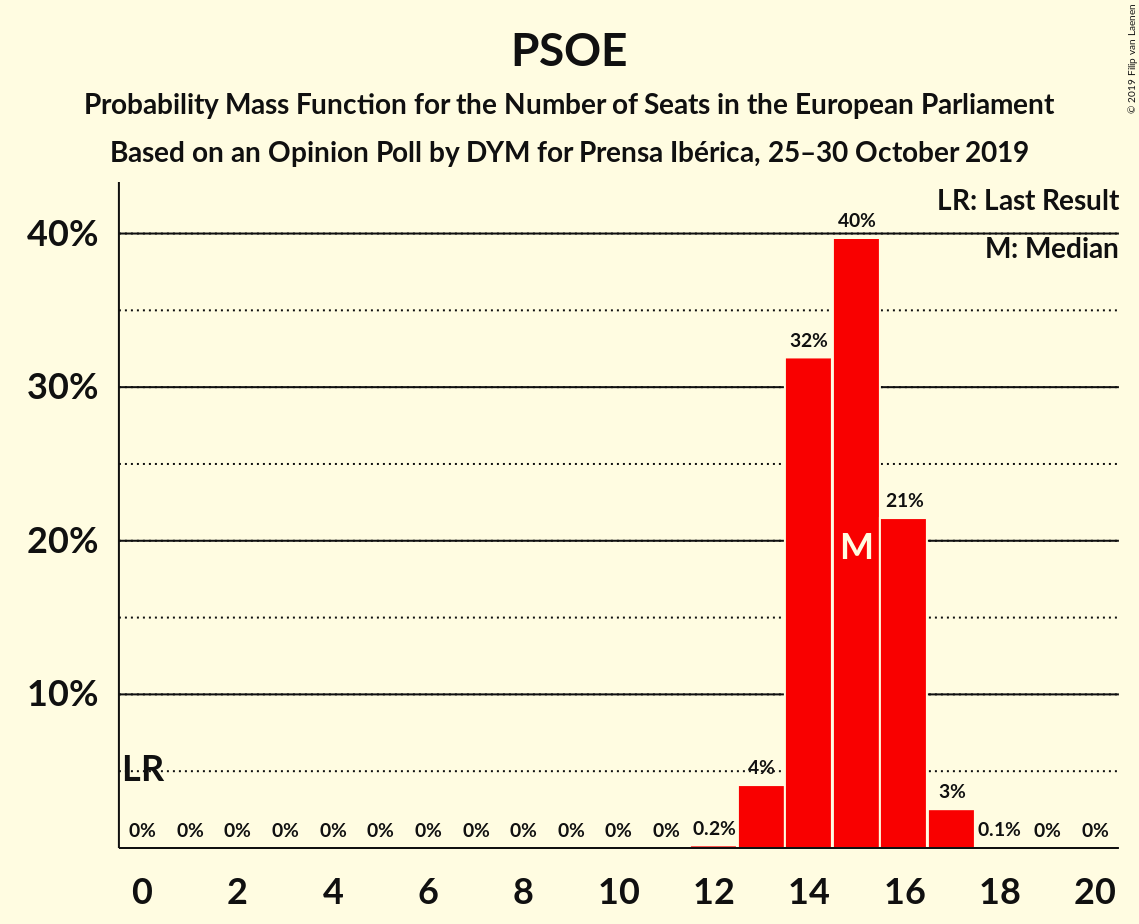 PSOE
Probability Mass Function for the Number of Seats in the European Parliament
Based on an Opinion Poll by DYM for Prensa Ibérica, 25–30 October 2019
© 2019 Filip van Laenen
LR: Last Result
M: Median
40%
30%
20%
10%
LR
M
0% 0% 0% 0% 0% 0% 0% 0% 0% 0% 0% 0% 0.2% 4% 32% 40% 21% 3% 0.1% 0% 0%
0 2 4 6 8 10 12 14 16 18 20